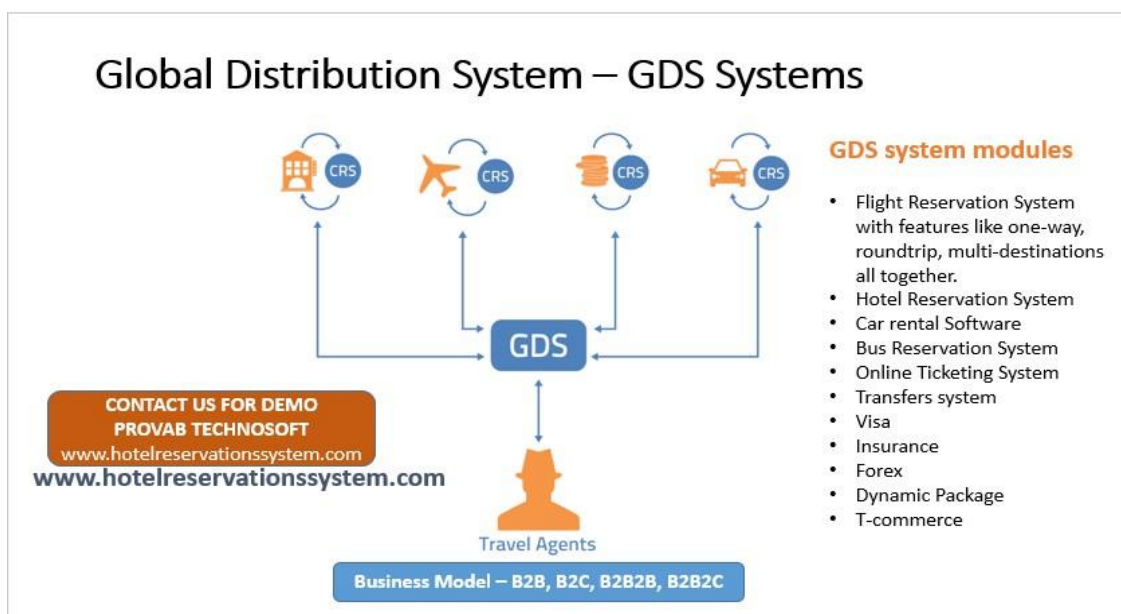 Global Distribution System – GDS Systems
CRS
CRS
CRS
CRS
GDS
Travel Agents
Business Model – B2B, B2C, B2B2B, B2B2C
CONTACT US FOR DEMO
PROVAB TECHNOSOFT
www.hotelreservationssystem.com
www.hotelreservationssystem.com
GDS system modules
• Flight Reservation System
with features like one-way,
roundtrip, multi-destinations
all together.
• Hotel Reservation System
• Car rental Software
• Bus Reservation System
• Online Ticketing System
• Transfers system
• Visa
• Insurance
• Forex
• Dynamic Package
• T-commerce